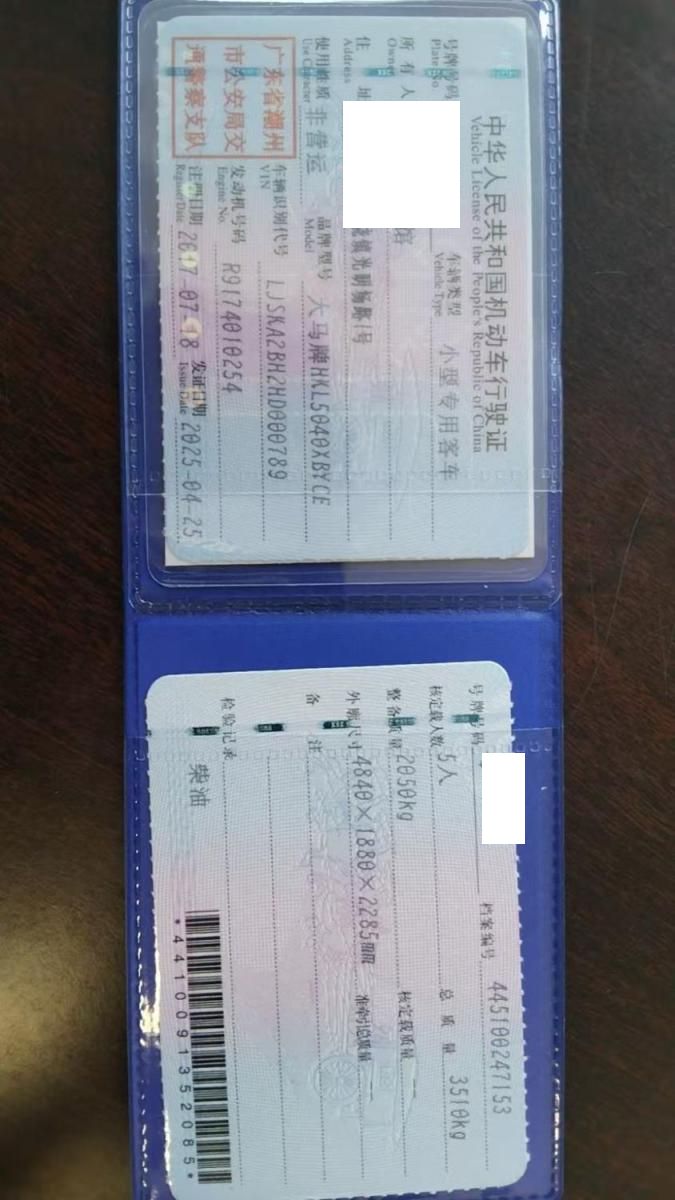 中华人民共和国机动车行驶证
Vehicle License of the People's Republic of China
号牌号码
Plate No.
车辆类型 小型专用客车
Vehicle Type
所有人
Owner
住址 镇光明杨路1号
Address
使用性质 非营运
Use Character
品牌型号 大马牌HKL5040XBYCE
Model
广东省潮州
市公安局交
通警察支队
车辆识别代号 LJSKA2BH2HD000789
VIN
发动机号码 R9174010254
Engine No.
注册日期 2017-07-18
Register Date
发证日期 2025-04-25
Issue Date
号牌号码
档案编号 445100247153
核定载人数 5人
总质量 3510kg
整备质量 2050kg
核定载质量
外廓尺寸 4840×1880×2285mm
准牵引总质量
备注
检验记录
柴油
*4410091352085*